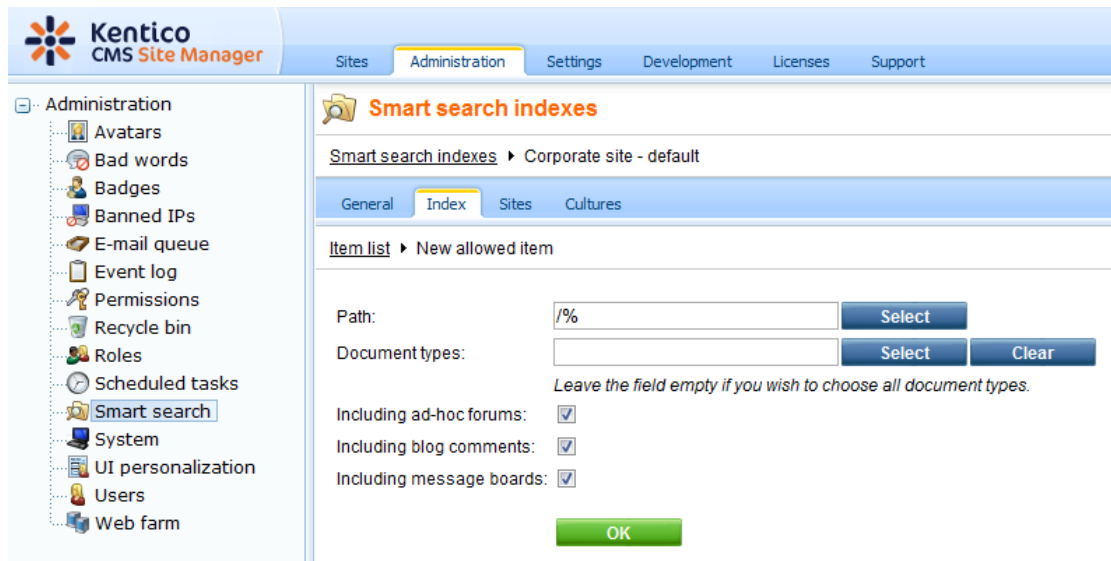 Kentico
CMS Site Manager
Sites Administration Settings Development Licenses Support
Administration
Avatars
Bad words
Badges
Banned IPs
E-mail queue
Event log
Permissions
Recycle bin
Roles
Scheduled tasks
Smart search
System
UI personalization
Users
Web farm
Smart search indexes
Smart search indexes Corporate site - default
General Index Sites Cultures
Item list New allowed item
Path: /% Select
Document types: Select Clear
Leave the field empty if you wish to choose all document types.
Including ad-hoc forums:
Including blog comments:
Including message boards:
OK